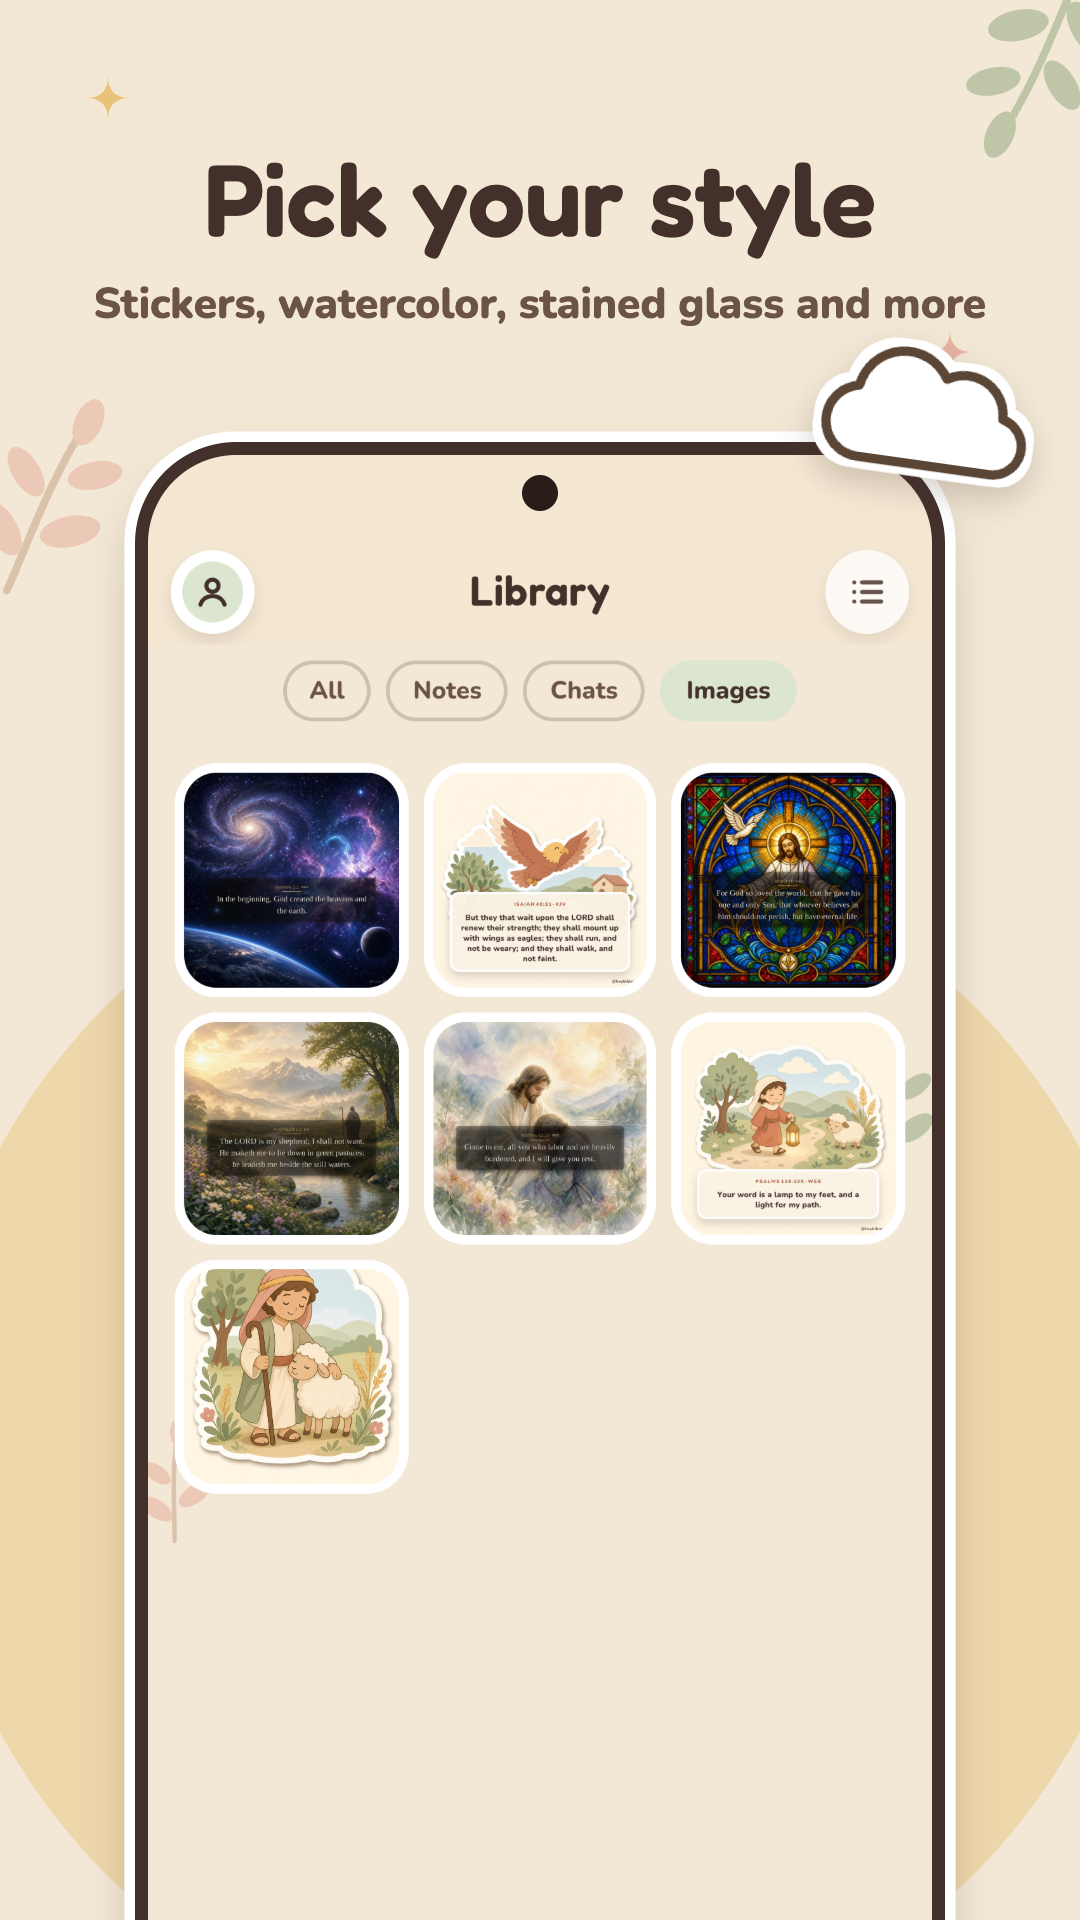 Pick your style
Stickers, watercolor, stained glass and more
Library
All
Notes
Chats
Images
In the beginning, God created the heavens and
the earth.
ISAIAH 40:31 · KJV
But they that wait upon the LORD shall
renew their strength; they shall mount up
with wings as eagles; they shall run, and
not be weary; and they shall walk, and
not faint.
@heybible
For God so loved the world, that he gave his
one and only Son, that whoever believes in
him should not perish, but have eternal life.
The LORD is my shepherd; I shall not want.
He maketh me to lie down in green pastures:
he leadeth me beside the still waters.
Come to me, all you who labor and are heavily
burdened, and I will give you rest.
PSALMS 119:105 · WEB
Your word is a lamp to my feet, and a
light for my path.
@heybible